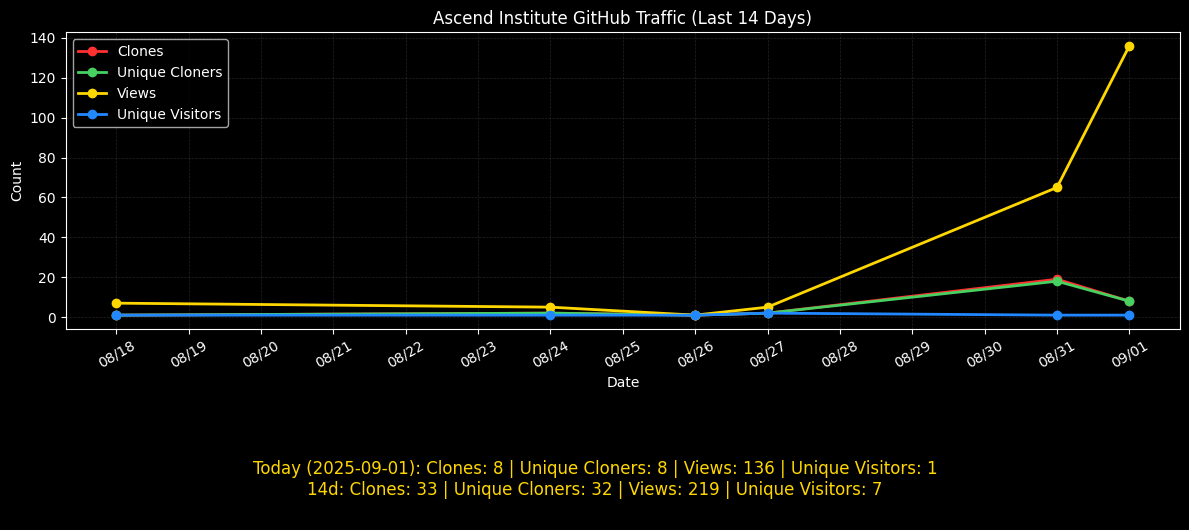 Ascend Institute GitHub Traffic (Last 14 Days)
Clones
Unique Cloners
Views
Unique Visitors
Count
140
120
100
80
60
40
20
0
08/18 08/19 08/20 08/21 08/22 08/23 08/24 08/25 08/26 08/27 08/28 08/29 08/30 08/31 09/01
Date
Today (2025-09-01): Clones: 8 | Unique Cloners: 8 | Views: 136 | Unique Visitors: 1
14d: Clones: 33 | Unique Cloners: 32 | Views: 219 | Unique Visitors: 7